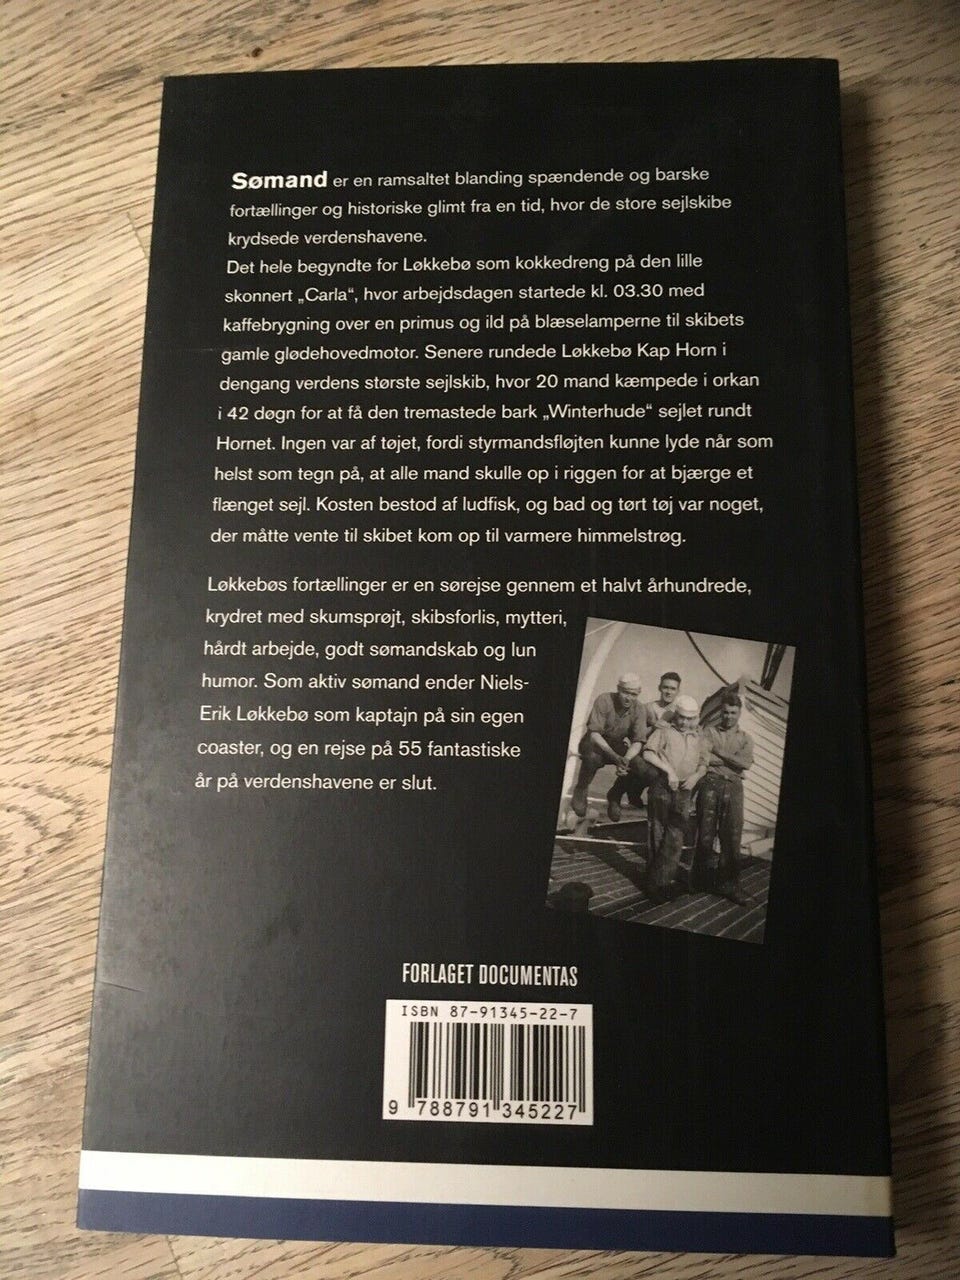 Sømand er en ramsaltet blanding spændende og barske
fortællinger og historiske glimt fra en tid, hvor de store sejlskibe
krydsede verdenshavene.
Det hele begyndte for Løkkebø som kokkedreng på den lille
skonnert „Carla“, hvor arbejdsdagen startede kl. 03.30 med
kaffebrygning over en primus og ild på blæselamperne til skibets
gamle glødehovedmotor. Senere rundede Løkkebø Kap Horn i
dengang verdens største sejlskib, hvor 20 mand kæmpede i orkan
i 42 døgn for at få den tremastede bark „Winterhude“ sejlet rundt
Hornet. Ingen var af tøjet, fordi styrmandsfløjten kunne lyde når som
helst som tegn på, at alle mand skulle op i riggen for at bjærge et
flænget sejl. Kosten bestod af ludfisk, og bad og tørt tøj var noget,
der måtte vente til skibet kom op til varmere himmelstrøg.
Løkkebøs fortællinger er en sørejse gennem et halvt århundrede,
krydret med skumsprøjt, skibsforlis, mytteri,
hårdt arbejde, godt sømandskab og lun
humor. Som aktiv sømand ender Niels-
Erik Løkkebø som kaptajn på sin egen
coaster, og en rejse på 55 fantastiske
år på verdenshavene er slut.
FORLAGET DOCUMENTAS
ISBN 87-91345-22-7
9 788791 345227